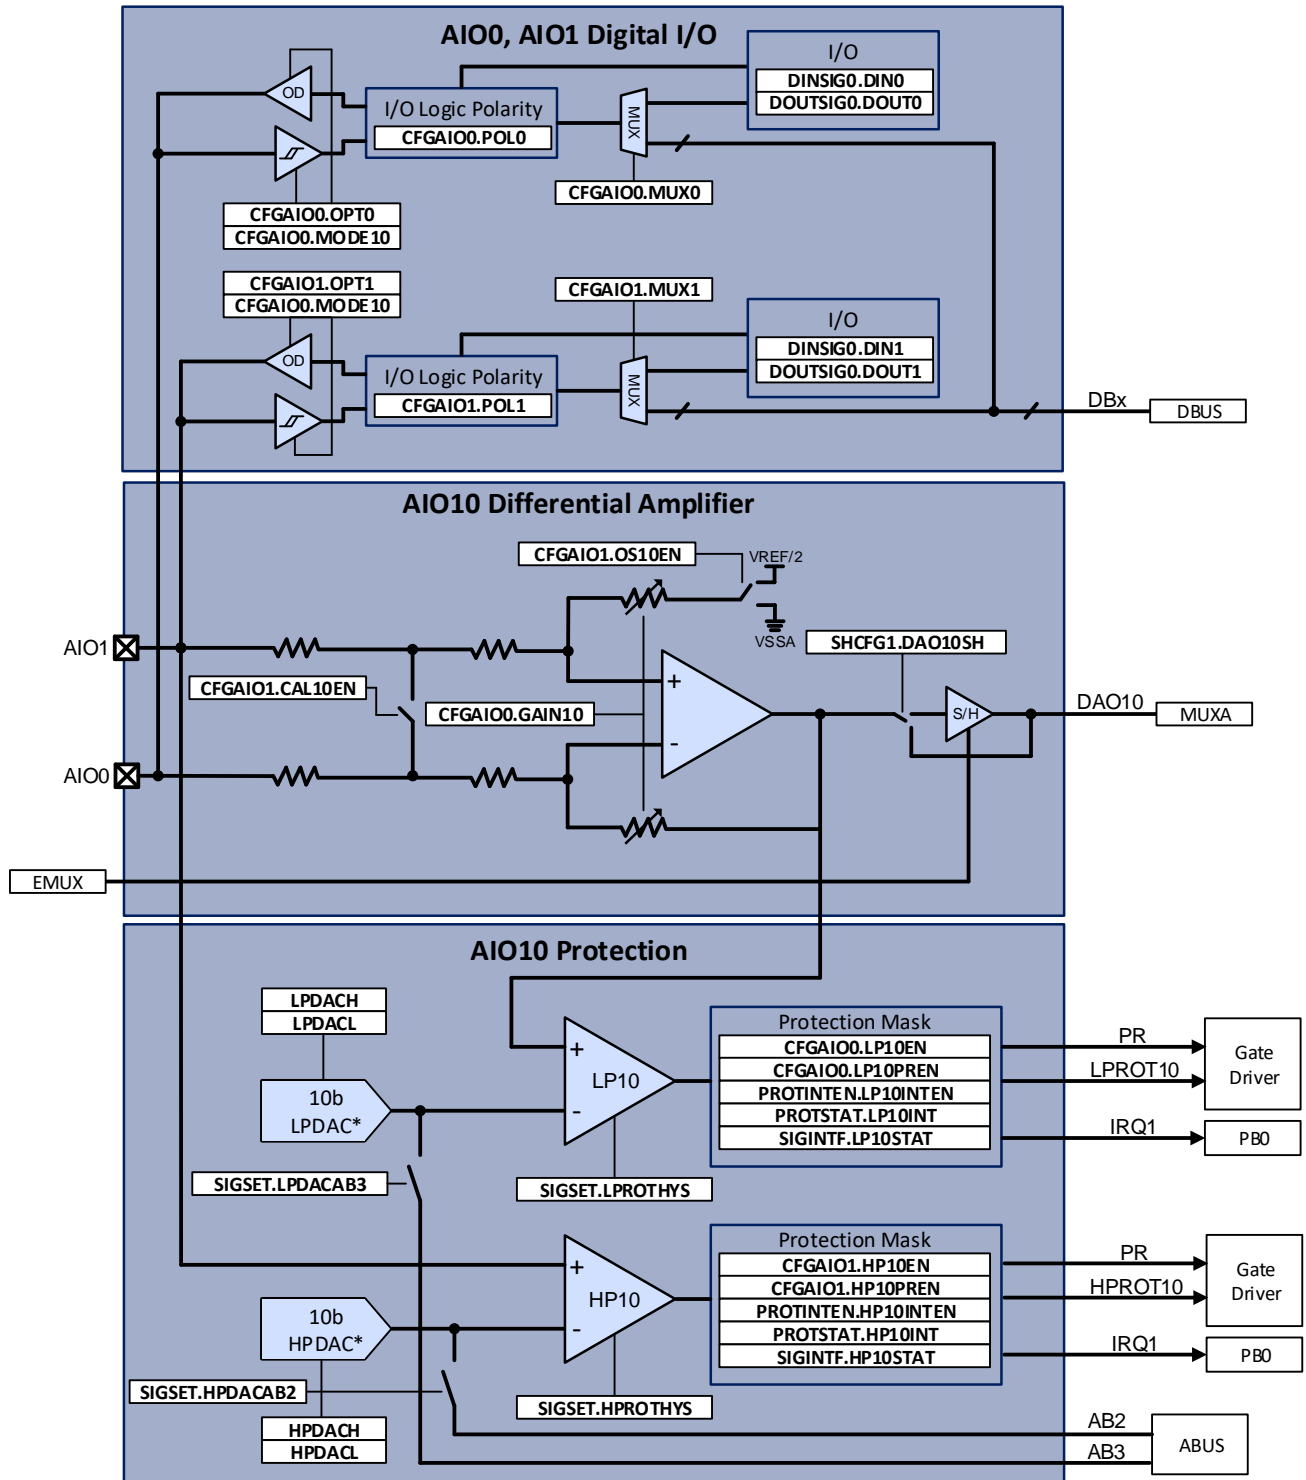 AIO0, AIO1 Digital I/O
I/O
DINSIG0.DIN0
DOUTSIG0.DOUT0
OD
I/O Logic Polarity
CFGAIO0.POL0
MUX
CFGAIO0.MUX0
CFGAIO0.OPT0
CFGAIO0.MODE10
CFGAIO1.OPT1
CFGAIO0.MODE10
CFGAIO1.MUX1
I/O
DINSIG0.DIN1
DOUTSIG0.DOUT1
OD
I/O Logic Polarity
CFGAIO1.POL1
MUX
DBx
DBUS
AIO10 Differential Amplifier
CFGAIO1.OS10EN
VREF/2
VSSA
AIO1
SHCFG1.DAO10SH
CFGAIO1.CAL10EN
CFGAIO0.GAIN10
+
-
S/H
DAO10
MUXA
AIO0
EMUX
AIO10 Protection
LPDACH
LPDACL
10b
LPDAC*
+
-
LP10
Protection Mask
CFGAIO0.LP10EN
CFGAIO0.LP10PREN
PROTINTEN.LP10INTEN
PROTSTAT.LP10INT
SIGINTF.LP10STAT
PR
LPROT10
IRQ1
Gate
Driver
PB0
SIGSET.LPDACAB3
SIGSET.LPROTHYS
10b
HPDAC*
+
-
HP10
Protection Mask
CFGAIO1.HP10EN
CFGAIO1.HP10PREN
PROTINTEN.HP10INTEN
PROTSTAT.HP10INT
SIGINTF.HP10STAT
PR
HPROT10
IRQ1
Gate
Driver
PB0
SIGSET.HPDACAB2
SIGSET.HPROTHYS
HPDACH
HPDACL
AB2
AB3
ABUS